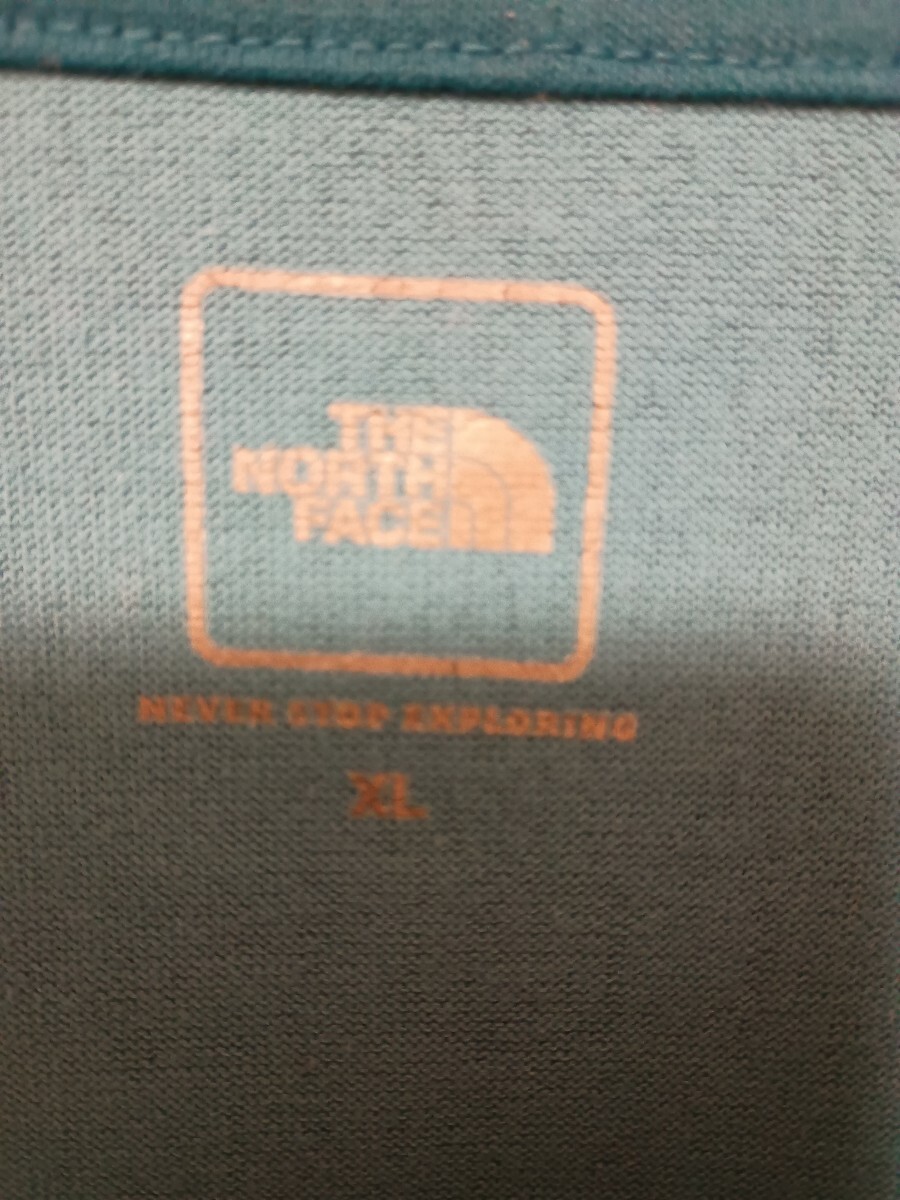 THE
NORTH
FACE
NEVER STOP EXPLORING
XL